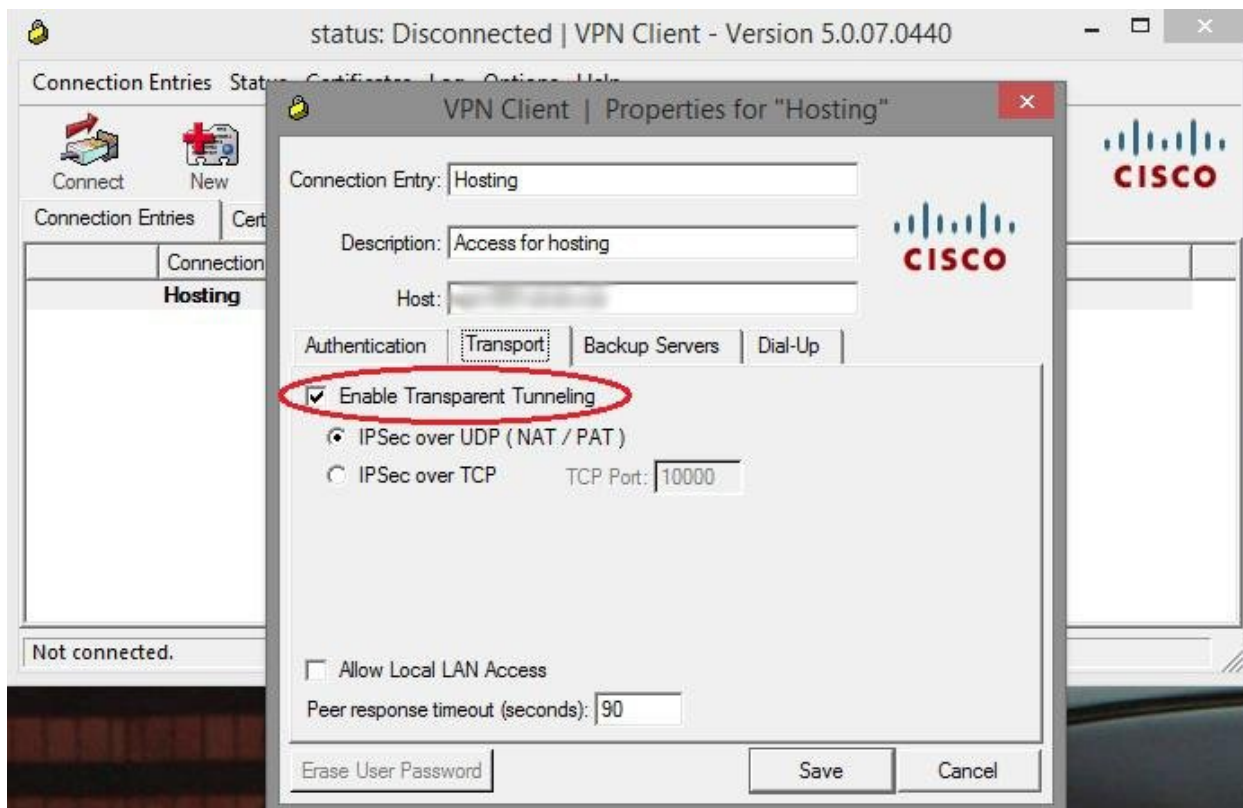 status: Disconnected | VPN Client - Version 5.0.07.0440
Connection Entries
VPN Client | Properties for "Hosting"
Connect
New
CISCO
Connection Entries
Cert
Connection
Hosting
Connection Entry: Hosting
Description: Access for hosting
CISCO
Host:
Authentication
Transport
Backup Servers
Dial-Up
Enable Transparent Tunneling
IPSec over UDP ( NAT / PAT )
IPSec over TCP
TCP Port: 10000
Allow Local LAN Access
Peer response timeout (seconds): 90
Erase User Password
Save
Cancel
Not connected.